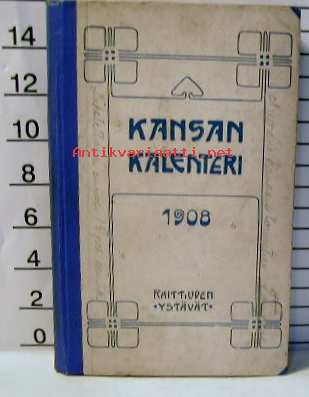 14
12
10
8
6
4
2
0
KANSAN
Antikvariaatti.net
KALENTERI
1908
RAITTIUDEN
·YSTÄVÄT·